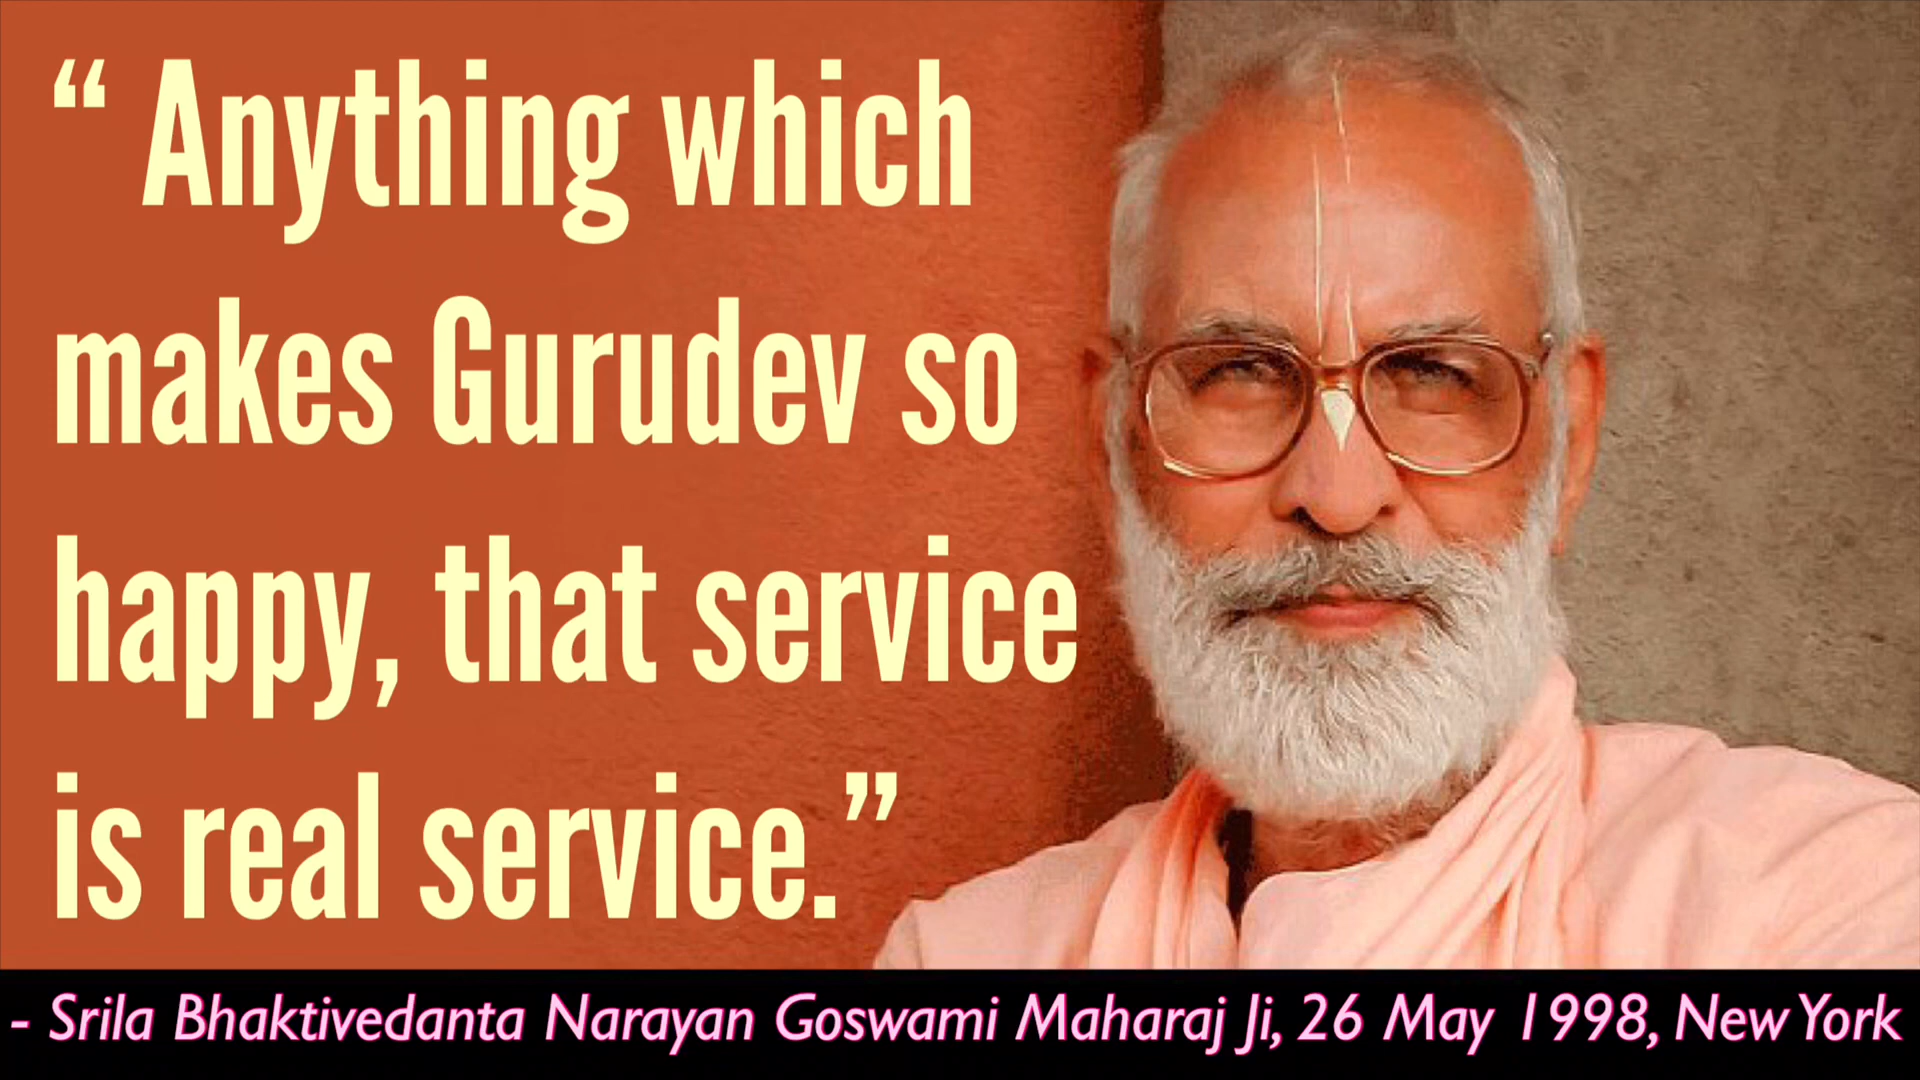 “ Anything which
makes Gurudev so
happy, that service
is real service.”
- Srila Bhaktivedanta Narayan Goswami Maharaj Ji, 26 May 1998, New York